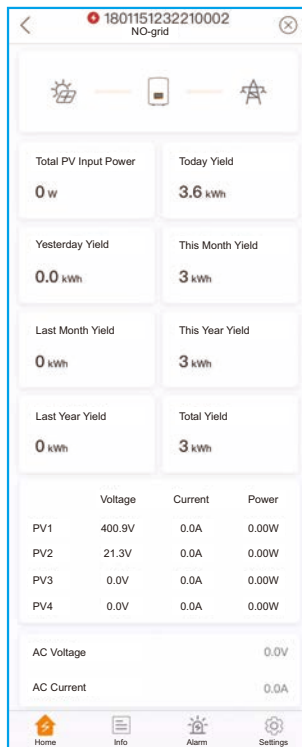 1801151232210002
NO-grid
Total PV Input Power
0 w
Today Yield
3.6 kWh
Yesterday Yield
0.0 kWh
This Month Yield
3 kWh
Last Month Yield
0 kWh
This Year Yield
3 kWh
Last Year Yield
0 kWh
Total Yield
3 kWh
Voltage Current Power
PV1 400.9V 0.0A 0.00W
PV2 21.3V 0.0A 0.00W
PV3 0.0V 0.0A 0.00W
PV4 0.0V 0.0A 0.00W
AC Voltage 0.0V
AC Current 0.0A
Home Info Alarm Settings